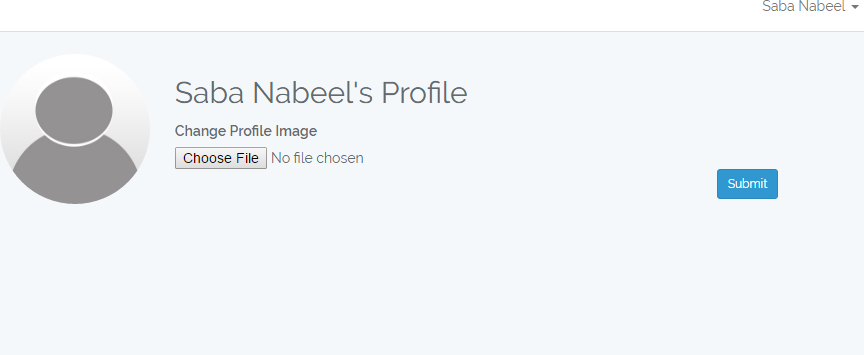 Saba Nabeel
Saba Nabeel's Profile
Change Profile Image
Choose File No file chosen
Submit